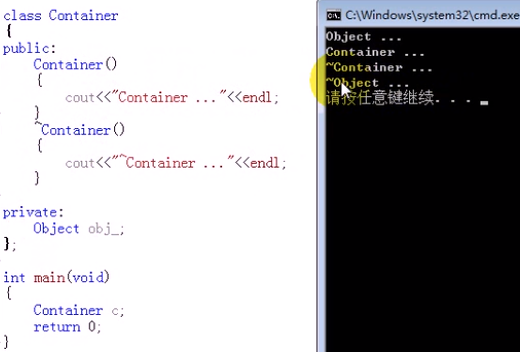 class Container
{
public:
Container()
{
cout<<"Container ..."<<endl;
}
~Container()
{
cout<<"~Container ..."<<endl;
}
private:
Object obj_;
};
int main(void)
{
Container c;
return 0;
}
C:\Windows\system32\cmd.exe
Object ...
Container ...
~Container ...
~Object ...
请按任意键继续. . .